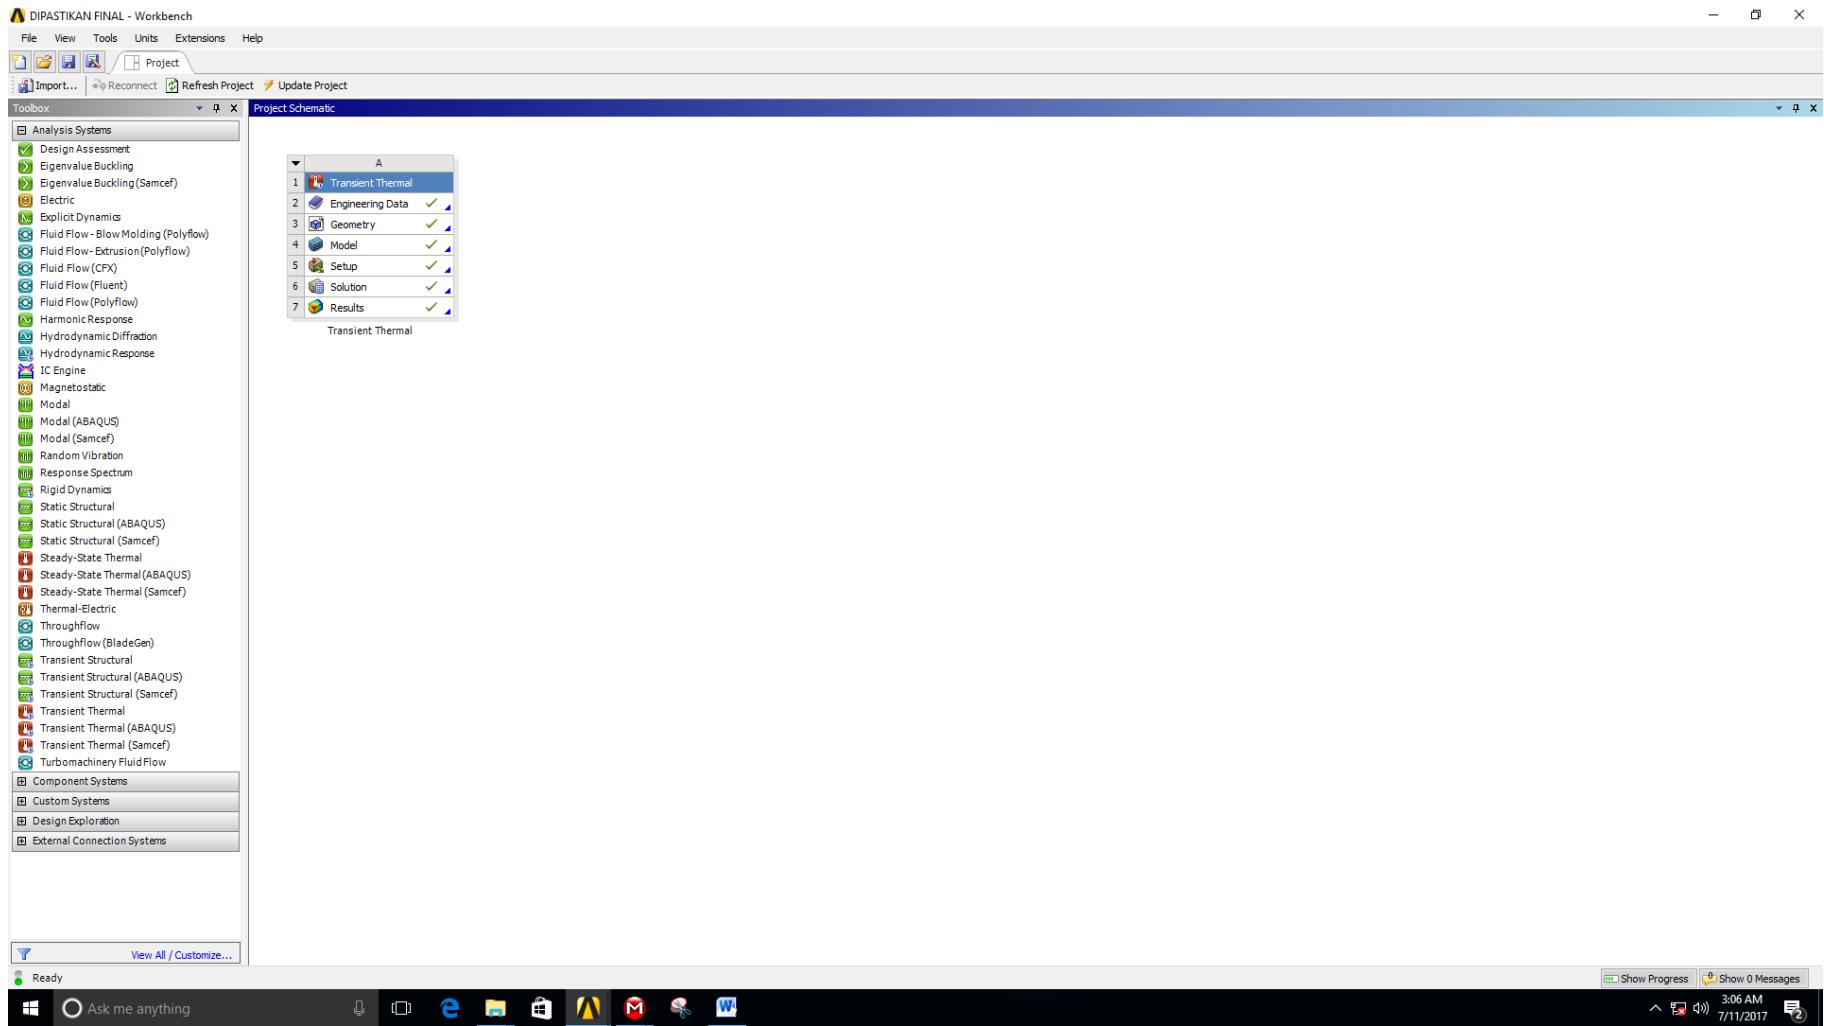 DIPASTIKAN FINAL - Workbench
File View Tools Units Extensions Help
Project
Import... Reconnect Refresh Project Update Project
Toolbox
Project Schematic
Analysis Systems
Design Assessment
Eigenvalue Buckling
Eigenvalue Buckling (Samcef)
Electric
Explicit Dynamics
Fluid Flow - Blow Molding (Polyflow)
Fluid Flow - Extrusion (Polyflow)
Fluid Flow (CFX)
Fluid Flow (Fluent)
Fluid Flow (Polyflow)
Harmonic Response
Hydrodynamic Diffraction
Hydrodynamic Response
IC Engine
Magnetostatic
Modal
Modal (ABAQUS)
Modal (Samcef)
Random Vibration
Response Spectrum
Rigid Dynamics
Static Structural
Static Structural (ABAQUS)
Static Structural (Samcef)
Steady-State Thermal
Steady-State Thermal (ABAQUS)
Steady-State Thermal (Samcef)
Thermal-Electric
Throughflow
Throughflow (BladeGen)
Transient Structural
Transient Structural (ABAQUS)
Transient Structural (Samcef)
Transient Thermal
Transient Thermal (ABAQUS)
Transient Thermal (Samcef)
Turbomachinery Fluid Flow
Component Systems
Custom Systems
Design Exploration
External Connection Systems
View All / Customize...
A
1 Transient Thermal
2 Engineering Data
3 Geometry
4 Model
5 Setup
6 Solution
7 Results
Transient Thermal
Ready
Show Progress
Show 0 Messages
Ask me anything
3:06 AM
7/11/2017
2